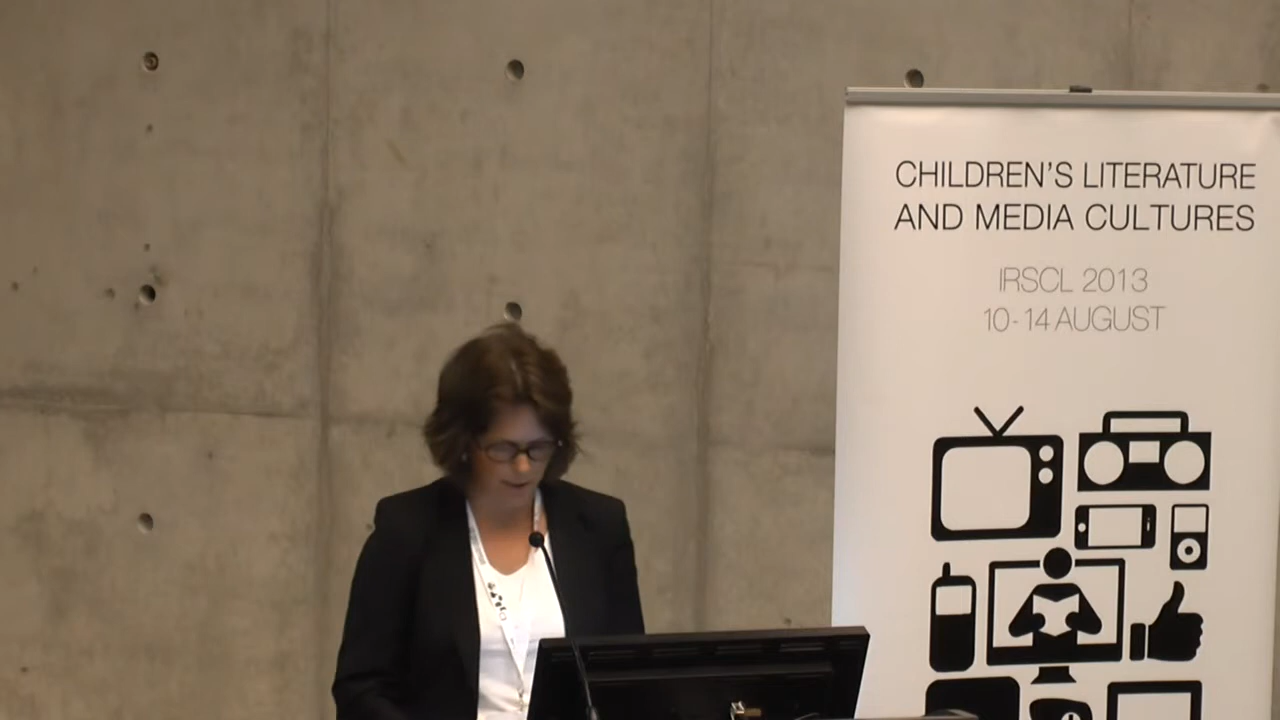 CHILDREN'S LITERATURE
AND MEDIA CULTURES
IRSCL 2013
10-14 AUGUST